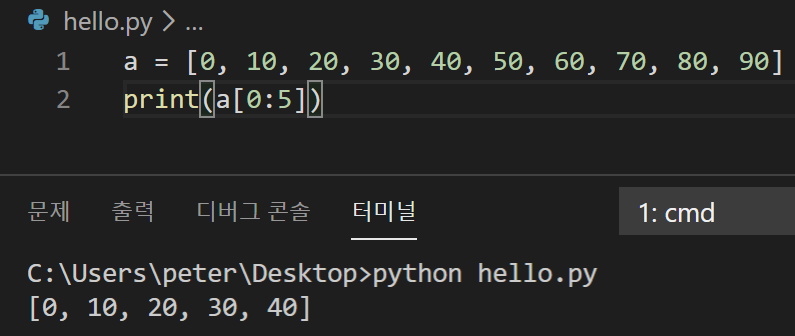 hello.py > ...
1 a = [0, 10, 20, 30, 40, 50, 60, 70, 80, 90]
2 print(a[0:5])
문제 출력 디버그 콘솔 터미널 1: cmd
C:\Users\peter\Desktop>python hello.py
[0, 10, 20, 30, 40]